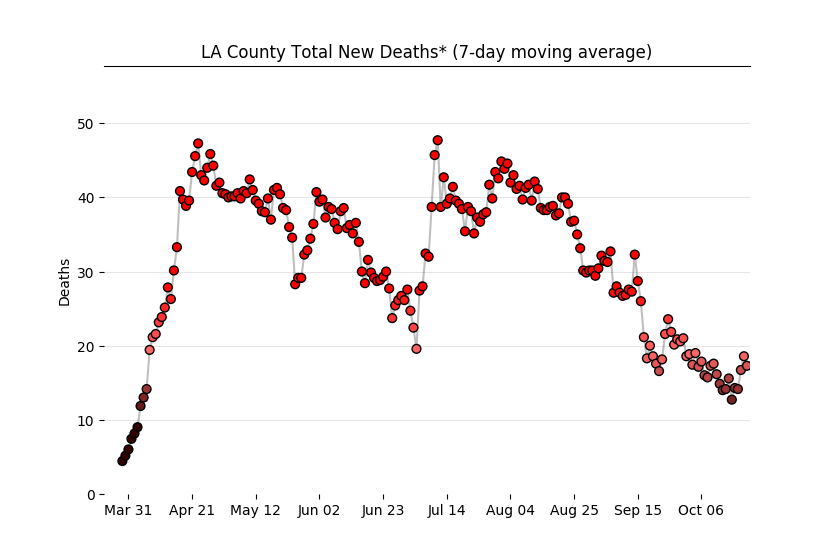 LA County Total New Deaths* (7-day moving average)
50
40
30
20
10
0
Deaths
Mar 31 Apr 21 May 12 Jun 02 Jun 23 Jul 14 Aug 04 Aug 25 Sep 15 Oct 06